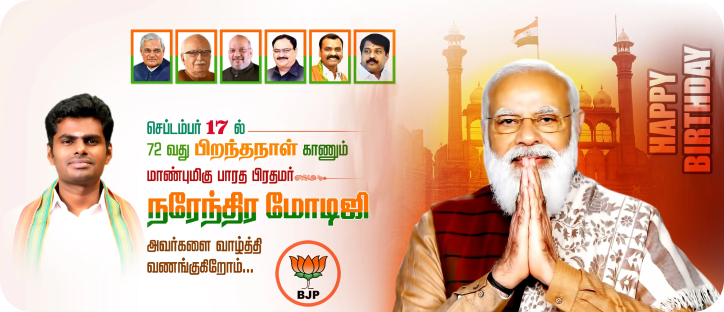 செப்டம்பர் 17 ல்
72 வது பிறந்தநாள் காணும்
மாண்புமிகு பாரத பிரதமர்
நரேந்திர மோடிஜி
அவர்களை வாழ்த்தி
வணங்குகிறோம்...
BJP
HAPPY
BIRTHDAY